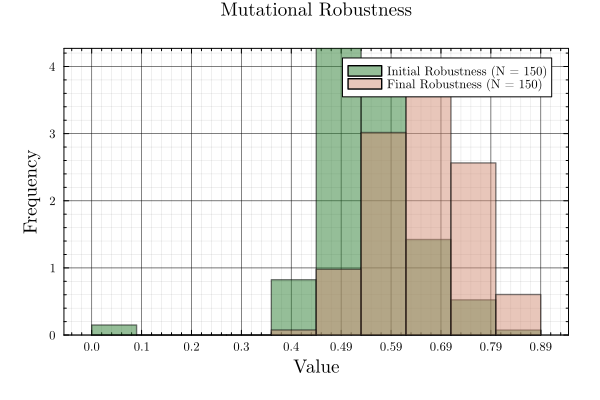 Mutational Robustness
Initial Robustness (N = 150)
Final Robustness (N = 150)
Frequency
4
3
2
1
0
0.0 0.1 0.2 0.3 0.4 0.49 0.59 0.69 0.79 0.89
Value